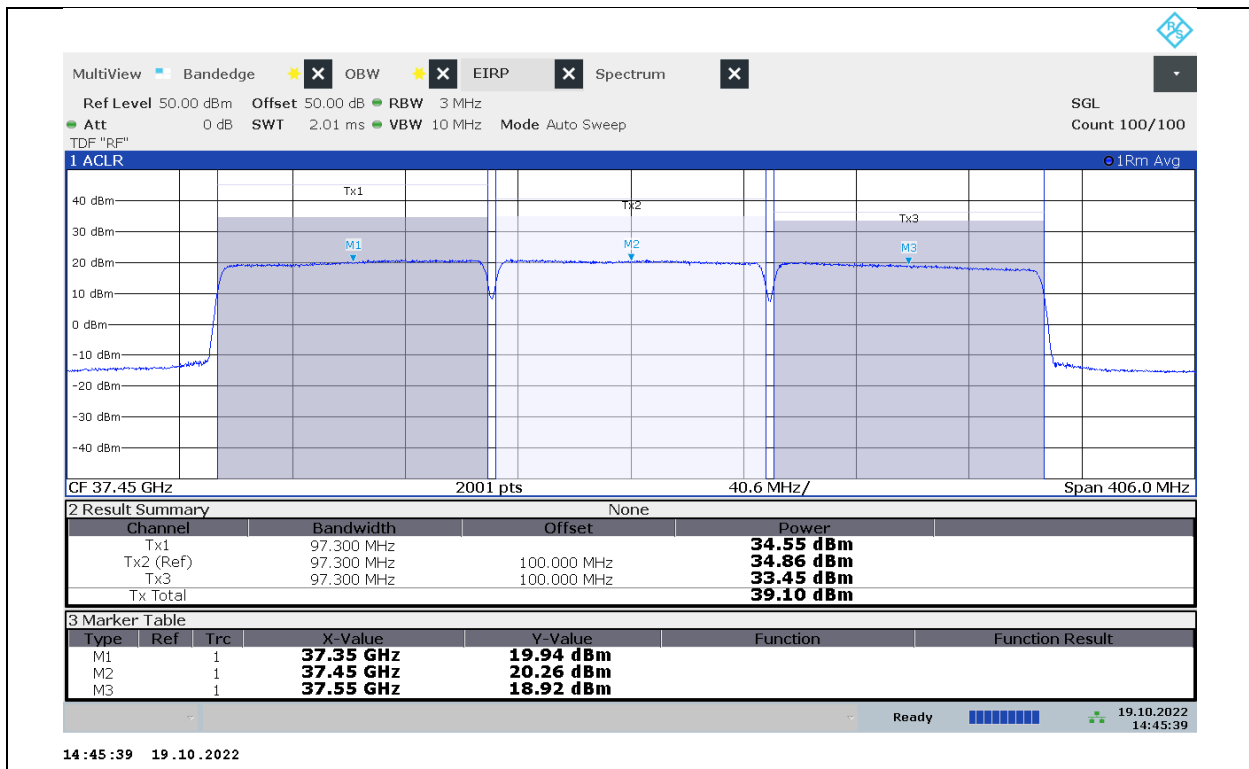 R&S
MultiView Bandedge OBW EIRP Spectrum
Ref Level 50.00 dBm Offset 50.00 dB RBW 3 MHz SGL
Att 0 dB SWT 2.01 ms VBW 10 MHz Mode Auto Sweep Count 100/100
TDF "RF"
1 ACLR 1Rm Avg
Tx1
40 dBm
Tx2
Tx3
30 dBm
M1
M2
M3
20 dBm
10 dBm
0 dBm
-10 dBm
-20 dBm
-30 dBm
-40 dBm
CF 37.45 GHz 2001 pts 40.6 MHz/ Span 406.0 MHz
2 Result Summary None
Channel Bandwidth Offset Power
Tx1 97.300 MHz 34.55 dBm
Tx2 (Ref) 97.300 MHz 100.000 MHz 34.86 dBm
Tx3 97.300 MHz 100.000 MHz 33.45 dBm
Tx Total 39.10 dBm
3 Marker Table
Type Ref Trc X-Value Y-Value Function Function Result
M1 1 37.35 GHz 19.94 dBm
M2 1 37.45 GHz 20.26 dBm
M3 1 37.55 GHz 18.92 dBm
Ready 19.10.2022
14:45:39
14:45:39 19.10.2022